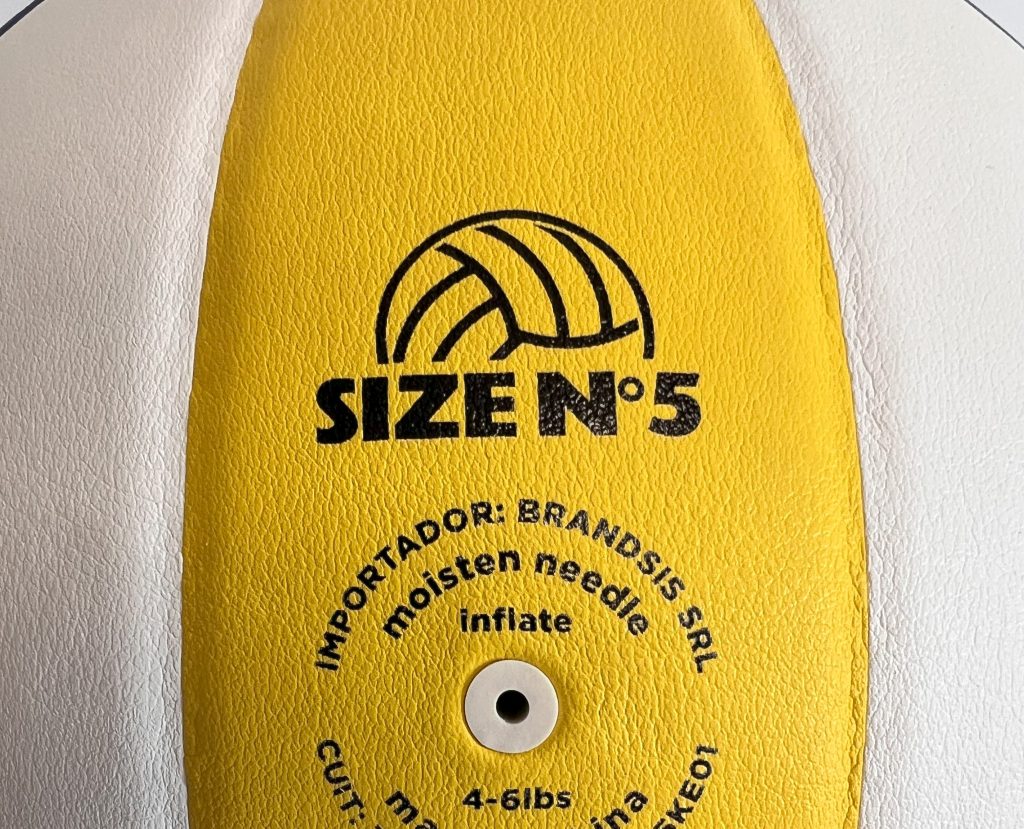 SIZE N°5
IMPORTADOR: BRANDSIS SRL
moisten needle
inflate
4-6lbs
CUIT: